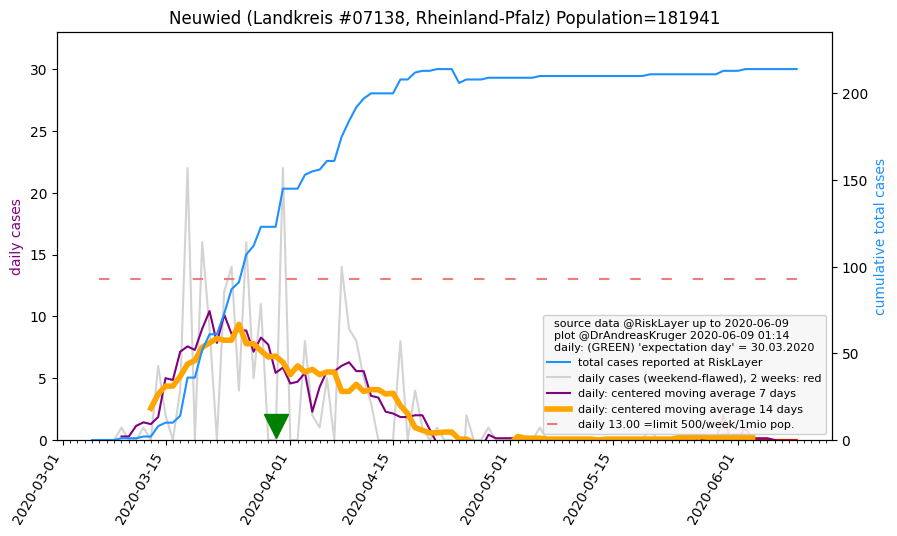 Neuwied (Landkreis #07138, Rheinland-Pfalz) Population=181941
daily cases
30
25
20
15
10
5
0
cumulative total cases
200
150
100
50
0
source data @RiskLayer up to 2020-06-09
plot @DrAndreasKruger 2020-06-09 01:14
daily: (GREEN) 'expectation day' = 30.03.2020
total cases reported at RiskLayer
daily cases (weekend-flawed), 2 weeks: red
daily: centered moving average 7 days
daily: centered moving average 14 days
daily 13.00 =limit 500/week/1mio pop.
2020-03-01
2020-03-15
2020-04-01
2020-04-15
2020-05-01
2020-05-15
2020-06-01